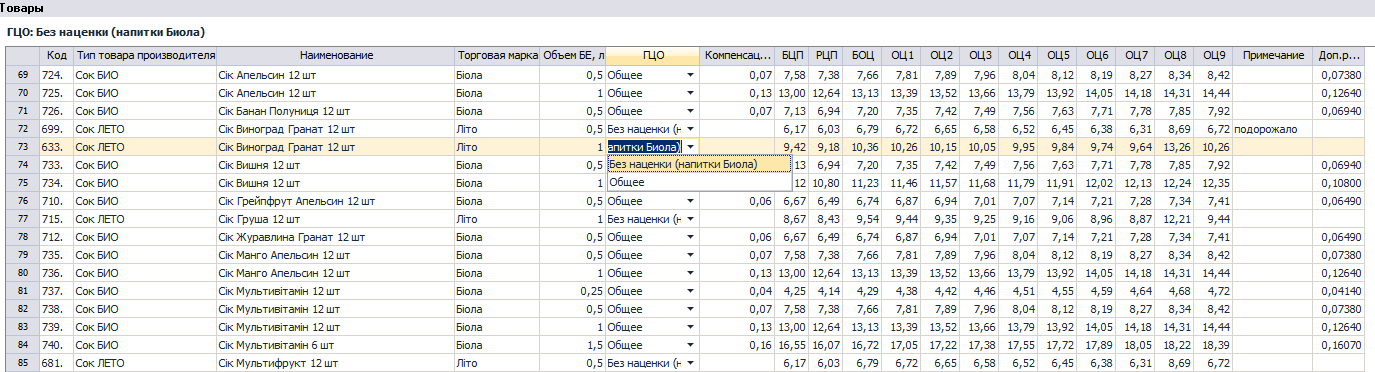 Товары
ГЦО: Без наценки (напитки Биола)
Код Тип товара производителя Наименование Торговая марка Объем БЕ, л ГЦО Компенсац... БЦП РЦП БОЦ ОЦ1 ОЦ2 ОЦ3 ОЦ4 ОЦ5 ОЦ6 ОЦ7 ОЦ8 ОЦ9 Примечание Доп.р...
69 724. Сок БИО Сік Апельсин 12 шт Біола 0,5 Общее 0,07 7,58 7,38 7,66 7,81 7,89 7,96 8,04 8,12 8,19 8,27 8,34 8,42 0,07380
70 725. Сок БИО Сік Апельсин 12 шт Біола 1 Общее 0,13 13,00 12,64 13,13 13,39 13,52 13,66 13,79 13,92 14,05 14,18 14,31 14,44 0,12640
71 726. Сок БИО Сік Банан Полуниця 12 шт Біола 0,5 Общее 0,07 7,13 6,94 7,20 7,35 7,42 7,49 7,56 7,63 7,71 7,78 7,85 7,92 0,06940
72 699. Сок ЛЕТО Сік Виноград Гранат 12 шт Літо 0,5 Без наценки (н 6,17 6,03 6,79 6,72 6,65 6,58 6,52 6,45 6,38 6,31 8,69 6,72 подорожало
73 633. Сок ЛЕТО Сік Виноград Гранат 12 шт Літо 1 апитки Биола) 9,42 9,18 10,36 10,26 10,15 10,05 9,95 9,84 9,74 9,64 13,26 10,26
74 733. Сок БИО Сік Вишня 12 шт Біола 0,5 Без наценки (напитки Биола) 13 6,94 7,20 7,35 7,42 7,49 7,56 7,63 7,71 7,78 7,85 7,92 0,06940
75 734. Сок БИО Сік Вишня 12 шт Біола 1 Общее 12 10,80 11,23 11,46 11,57 11,68 11,79 11,91 12,02 12,13 12,24 12,35 0,10800
76 710. Сок БИО Сік Грейпфрут Апельсин 12 шт Біола 0,5 Общее 0,06 6,67 6,49 6,74 6,87 6,94 7,01 7,07 7,14 7,21 7,28 7,34 7,41 0,06490
77 715. Сок ЛЕТО Сік Груша 12 шт Літо 1 Без наценки (н 8,67 8,43 9,54 9,44 9,35 9,25 9,16 9,06 8,96 8,87 12,21 9,44
78 712. Сок БИО Сік Журавлина Гранат 12 шт Біола 0,5 Общее 0,06 6,67 6,49 6,74 6,87 6,94 7,01 7,07 7,14 7,21 7,28 7,34 7,41 0,06490
79 735. Сок БИО Сік Манго Апельсин 12 шт Біола 0,5 Общее 0,07 7,58 7,38 7,66 7,81 7,89 7,96 8,04 8,12 8,19 8,27 8,34 8,42 0,07380
80 736. Сок БИО Сік Манго Апельсин 12 шт Біола 1 Общее 0,13 13,00 12,64 13,13 13,39 13,52 13,66 13,79 13,92 14,05 14,18 14,31 14,44 0,12640
81 737. Сок БИО Сік Мультивітамін 12 шт Біола 0,25 Общее 0,04 4,25 4,14 4,29 4,38 4,42 4,46 4,51 4,55 4,59 4,64 4,68 4,72 0,04140
82 738. Сок БИО Сік Мультивітамін 12 шт Біола 0,5 Общее 0,07 7,58 7,38 7,66 7,81 7,89 7,96 8,04 8,12 8,19 8,27 8,34 8,42 0,07380
83 739. Сок БИО Сік Мультивітамін 12 шт Біола 1 Общее 0,13 13,00 12,64 13,13 13,39 13,52 13,66 13,79 13,92 14,05 14,18 14,31 14,44 0,12640
84 740. Сок БИО Сік Мультивітамін 6 шт Біола 1,5 Общее 0,16 16,55 16,07 16,72 17,05 17,22 17,38 17,55 17,72 17,89 18,05 18,22 18,39 0,16070
85 681. Сок ЛЕТО Сік Мультифрукт 12 шт Літо 0,5 Без наценки (н 6,17 6,03 6,79 6,72 6,65 6,58 6,52 6,45 6,38 6,31 8,69 6,72